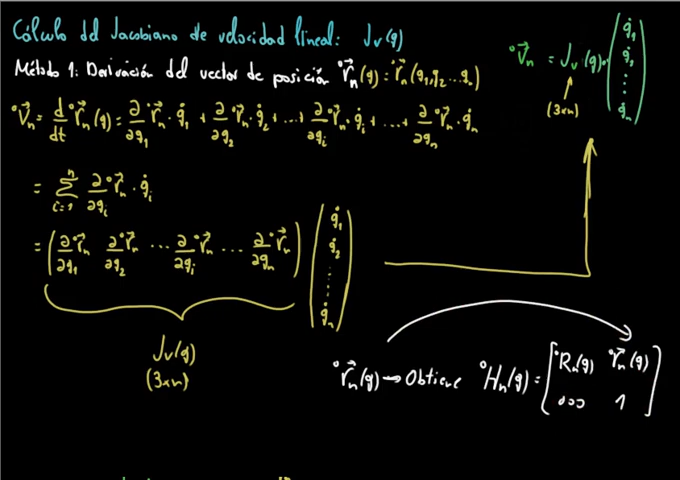 Cálculo del Jacobiano de velocidad lineal: Jv(q)
⁰v⃗n = Jv(q)·(q̇1 q̇2 ⋮ q̇n)
(3xn)
Método 1: Derivación del vector de posición ⁰r⃗n(q) = ⁰r⃗n(q1,q2...qn)
⁰v⃗n = d/dt ⁰r⃗n(q) = ∂/∂q1 ⁰r⃗n · q̇1 + ∂/∂q2 ⁰r⃗n · q̇2 + ... + ∂/∂qi ⁰r⃗n · q̇i + ... + ∂/∂qn ⁰r⃗n · q̇n
= Σ i=1 n ∂/∂qi ⁰r⃗n · q̇i
= (∂/∂q1 ⁰r⃗n ∂/∂q2 ⁰r⃗n ... ∂/∂qi ⁰r⃗n ... ∂/∂qn ⁰r⃗n) (q̇1 q̇2 ⋮ q̇n)
Jv(q)
(3xn)
⁰r⃗n(q) → Obtiene ⁰Hn(q) = [⁰Rn(q) ⁰r⃗n(q)
000 1]